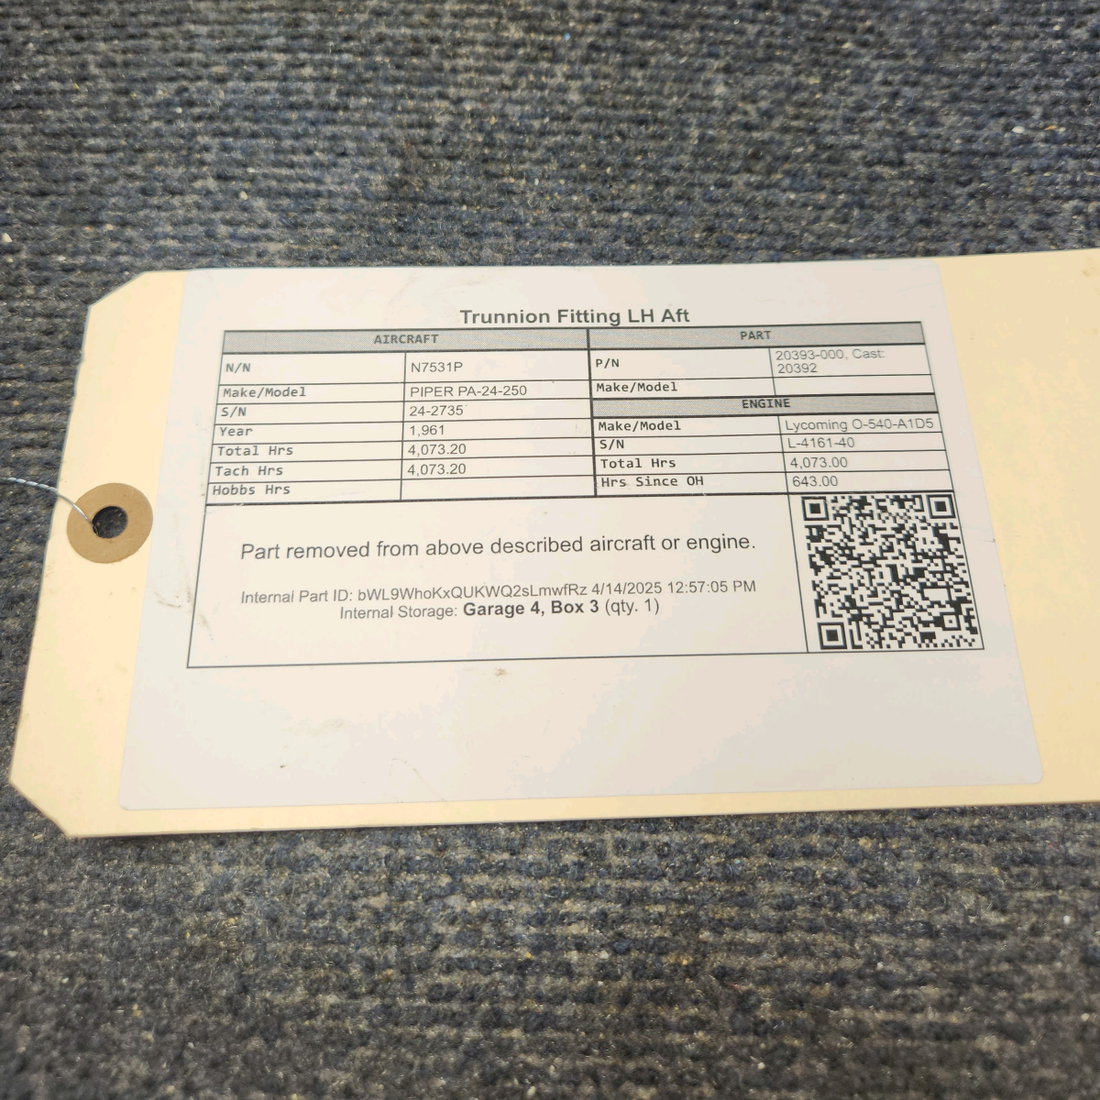 Trunnion Fitting LH Aft
AIRCRAFT PART
N/N N7531P P/N 20393-000, Cast: 20392
Make/Model PIPER PA-24-250 Make/Model
S/N 24-2735 ENGINE
Year 1,961 Make/Model Lycoming O-540-A1D5
Total Hrs 4,073.20 S/N L-4161-40
Tach Hrs 4,073.20 Total Hrs 4,073.00
Hobbs Hrs Hrs Since OH 643.00
Part removed from above described aircraft or engine.
Internal Part ID: bWL9WhoKxQUKWQ2sLmwfRz 4/14/2025 12:57:05 PM
Internal Storage: Garage 4, Box 3 (qty. 1)